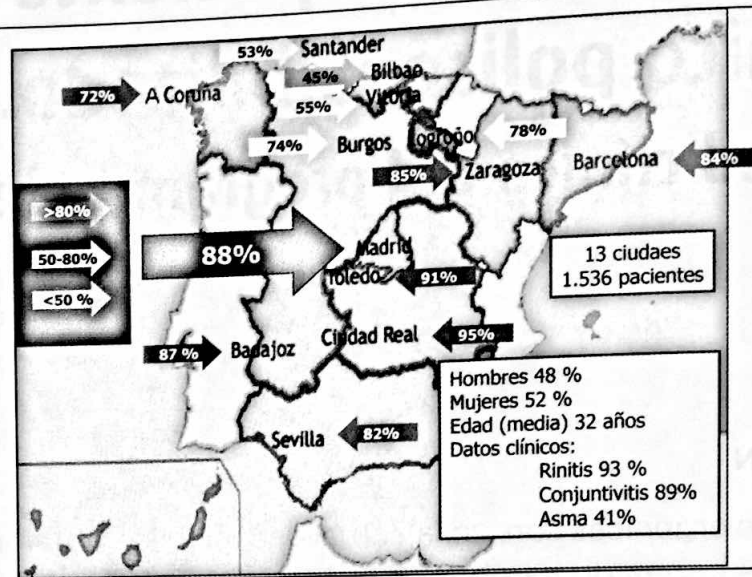 53%
Santander
45%
Bilbao
72%
A Coruña
55%
Vitoria
74%
Burgos
Logroño
78%
85%
Zaragoza
Barcelona
84%
>80%
50-80%
<50 %
88%
Madrid
Toledo
91%
13 ciudaes
1.536 pacientes
87 %
Badajoz
Ciudad Real
95%
Sevilla
82%
Hombres 48 %
Mujeres 52 %
Edad (media) 32 años
Datos clínicos:
Rinitis 93 %
Conjuntivitis 89%
Asma 41%